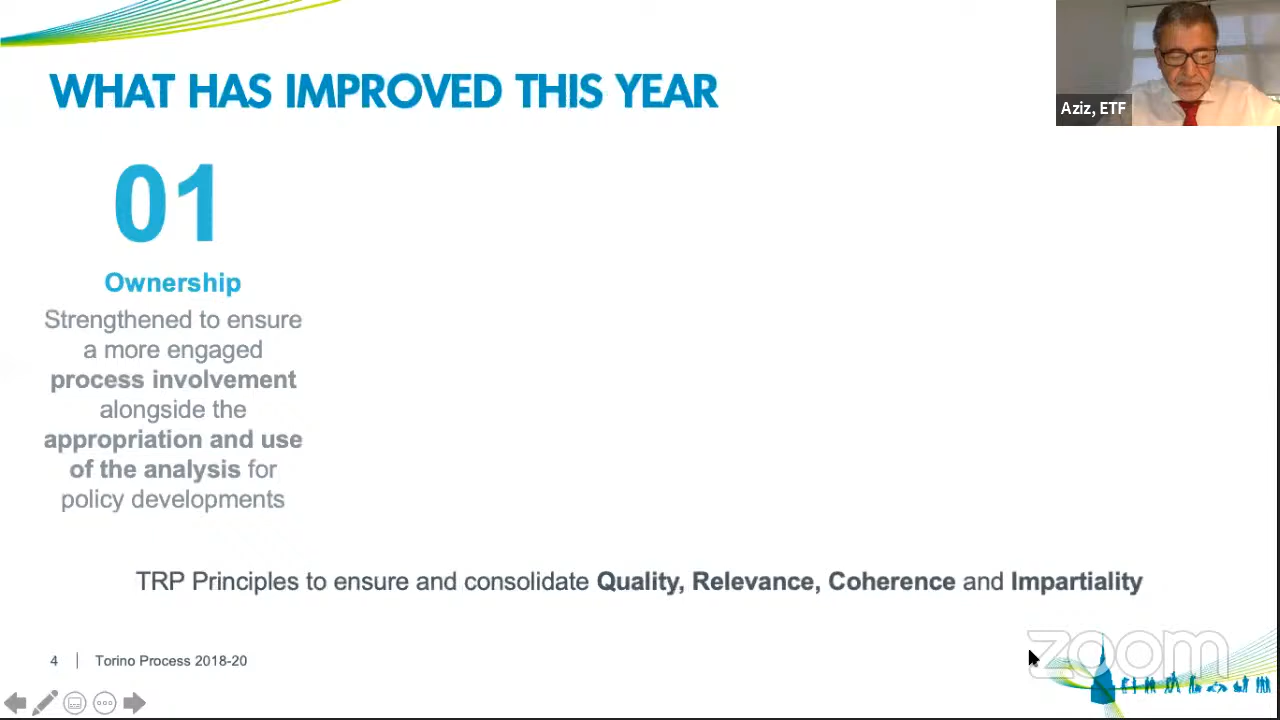 WHAT HAS IMPROVED THIS YEAR
Aziz, ETF
01
Ownership
Strengthened to ensure
a more engaged
process involvement
alongside the
appropriation and use
of the analysis for
policy developments
TRP Principles to ensure and consolidate Quality, Relevance, Coherence and Impartiality
4 | Torino Process 2018-20
zoom